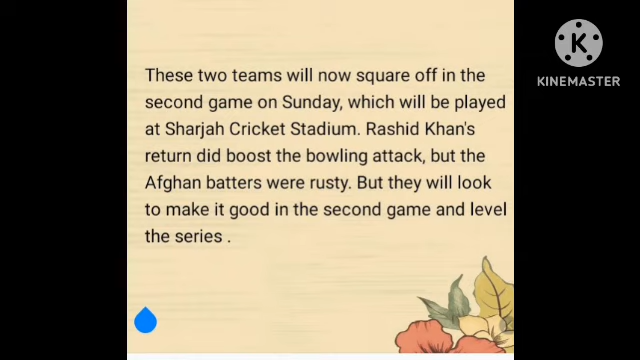 These two teams will now square off in the
second game on Sunday, which will be played
at Sharjah Cricket Stadium. Rashid Khan's
return did boost the bowling attack, but the
Afghan batters were rusty. But they will look
to make it good in the second game and level
the series .
K
KINEMASTER